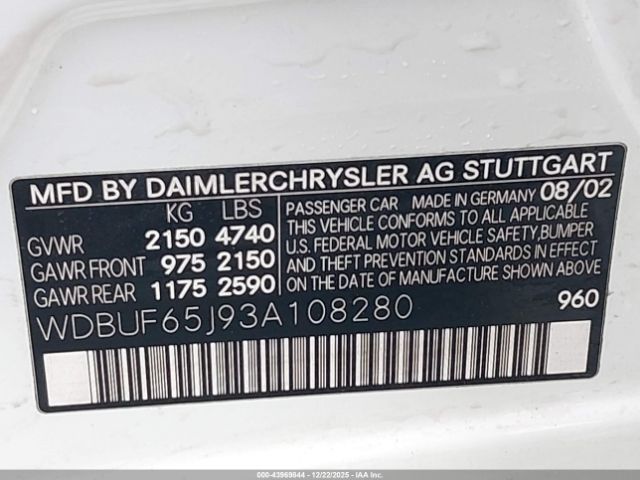 MFD BY DAIMLERCHRYSLER AG STUTTGART
KG LBS
GVWR 2150 4740
GAWR FRONT 975 2150
GAWR REAR 1175 2590
PASSENGER CAR MADE IN GERMANY 08/02
THIS VEHICLE CONFORMS TO ALL APPLICABLE
U.S. FEDERAL MOTOR VEHICLE SAFETY,BUMPER
AND THEFT PREVENTION STANDARDS IN EFFECT
ON THE DATE OF MANUFACTURE SHOWN ABOVE.
WDBUF65J93A108280 960
000-43969844 - 12/22/2025 - IAAI